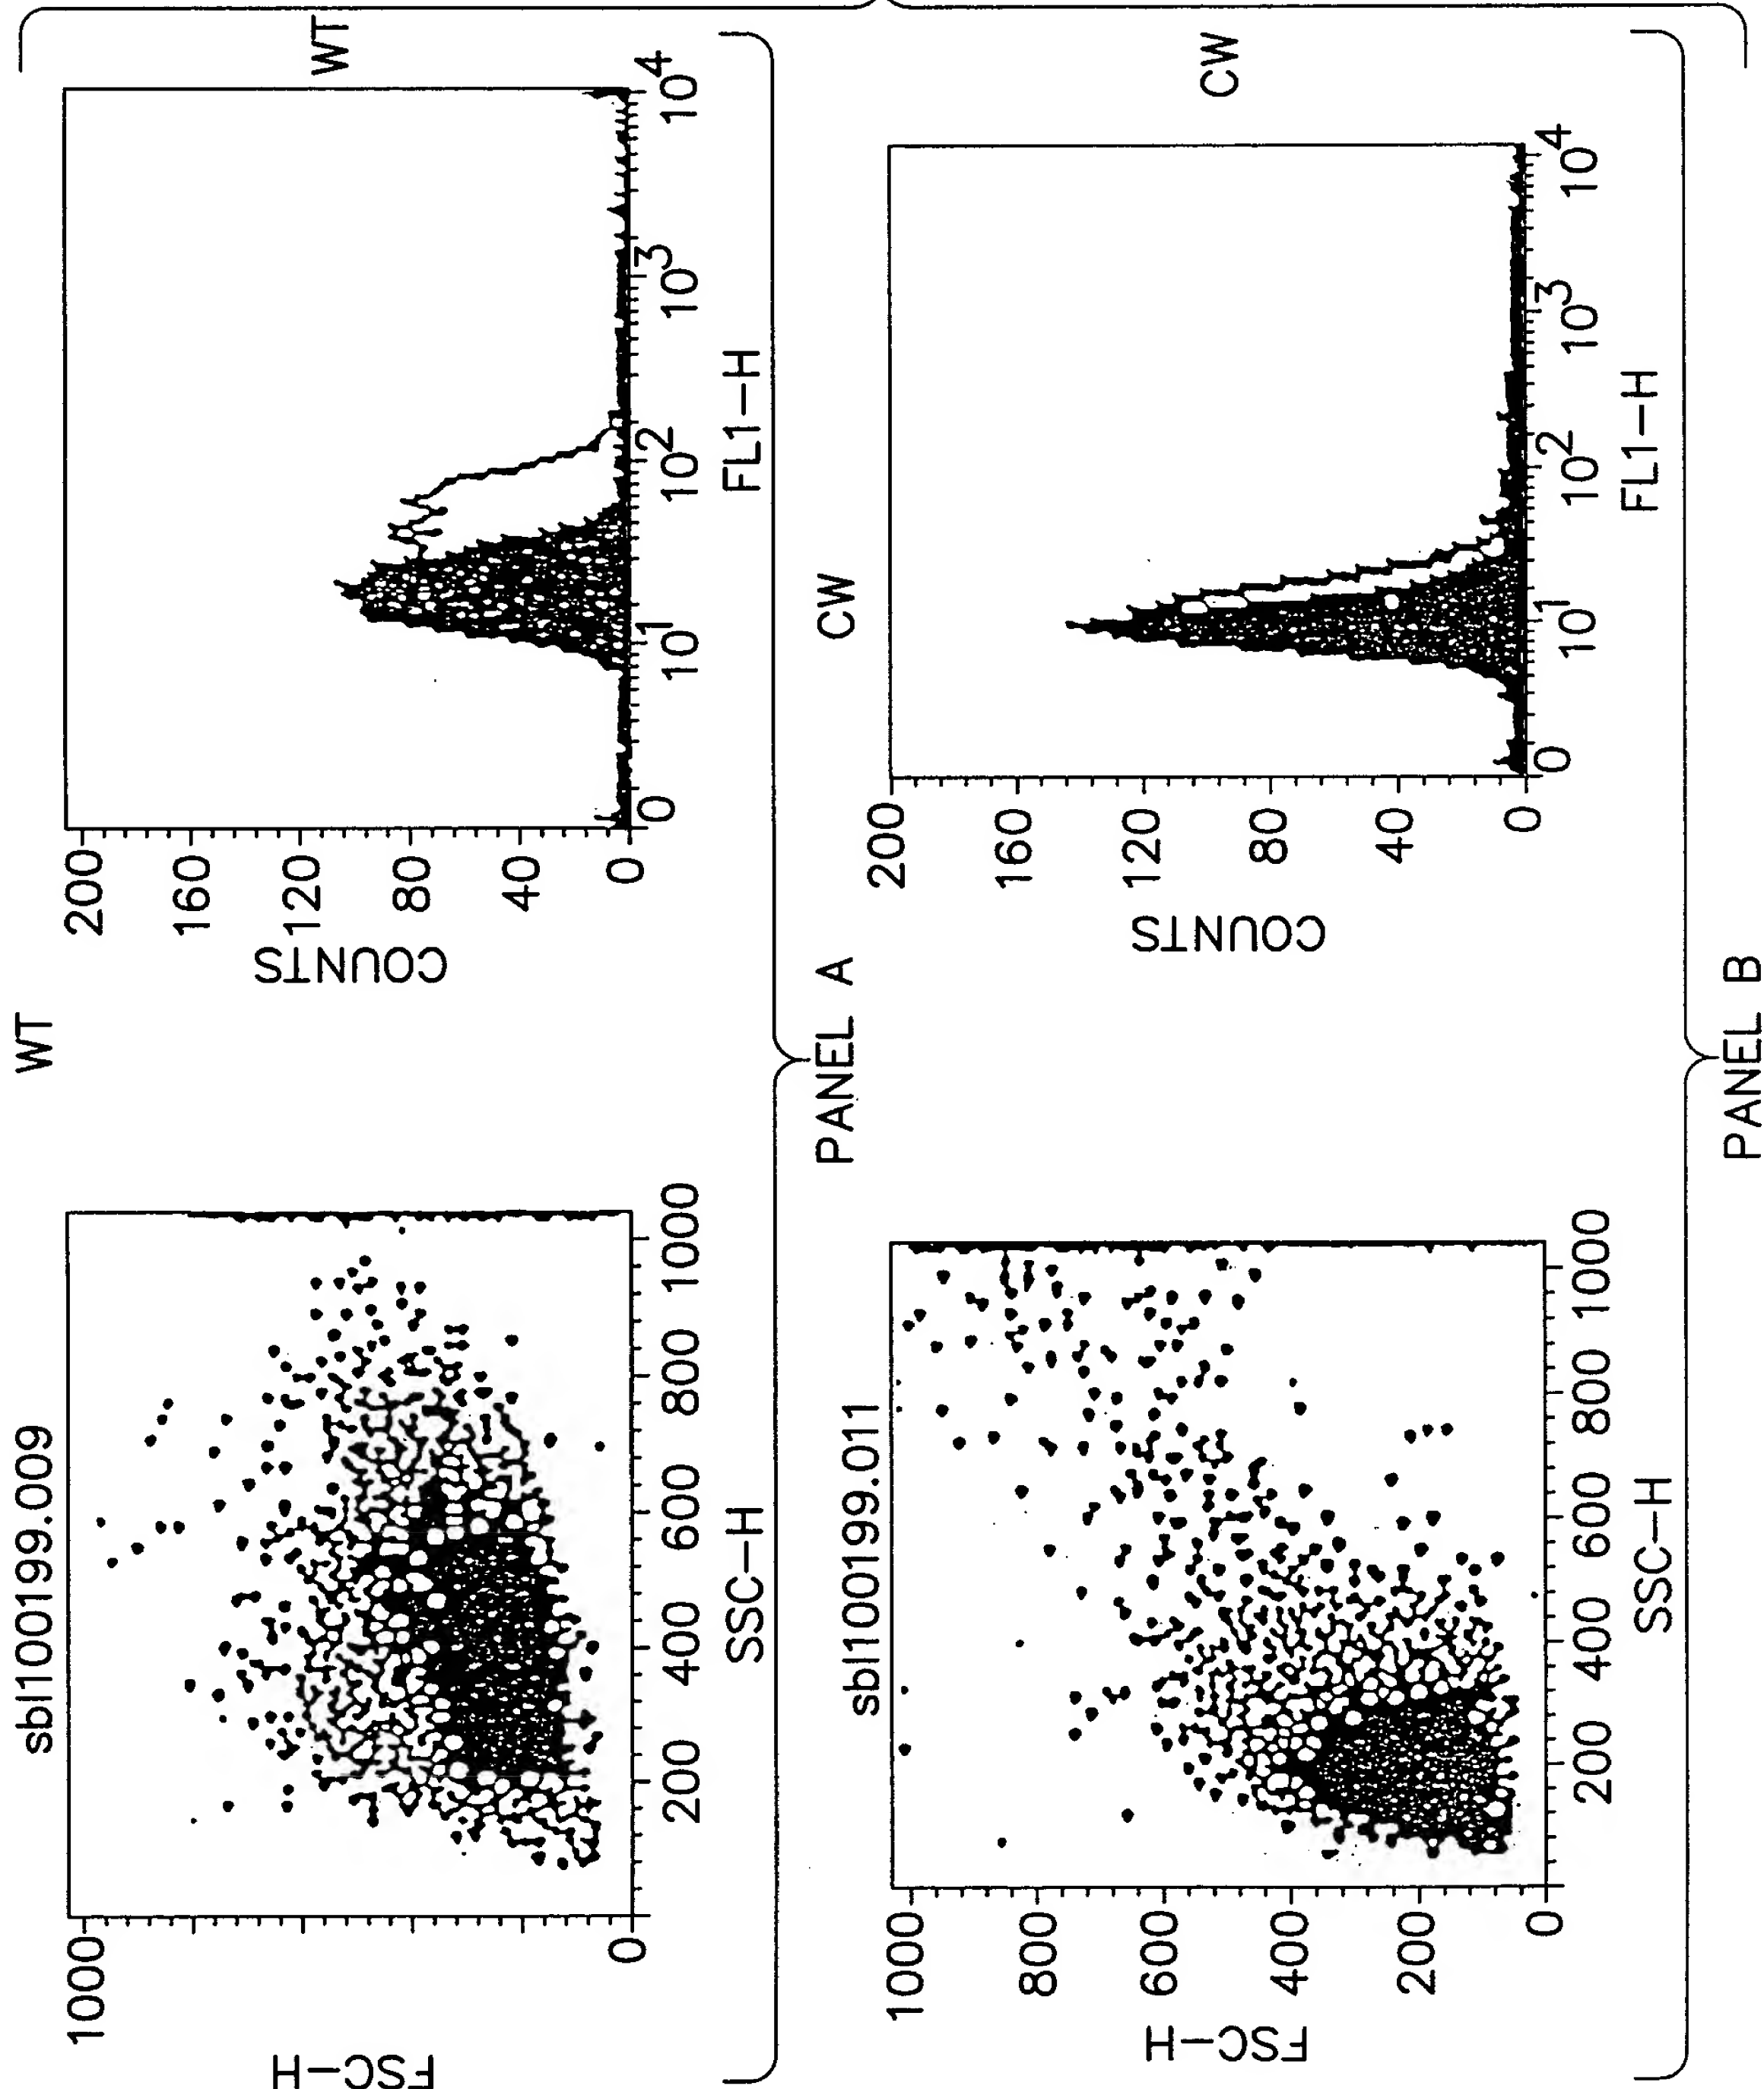 sbl100199.009
WT
1000
0
FSC-H
200
400
600
800
1000
SSC-H
200
160
120
80
40
0
COUNTS
0
10¹
10²
10³
10⁴
FL1-H
WT
PANEL A
sbl100199.011
CW
1000
800
600
400
200
0
FSC-H
200
400
600
800
1000
SSC-H
200
160
120
80
40
0
COUNTS
0
10¹
10²
10³
10⁴
FL1-H
CW
PANEL B